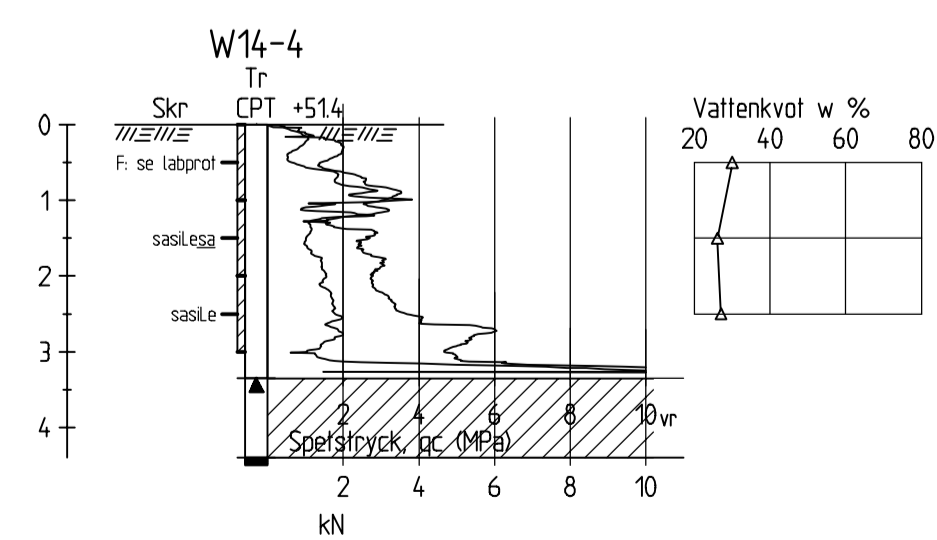 W14-4
Tr
Skr CPT +51.4
Vattenkvot w %
20 40 60 80
0
F: se labprot
1
sasiLesa
2
sasiLe
3
2 4 6 8 10 vr
4
Spetstryck, qc (MPa)
2 4 6 8 10
kN